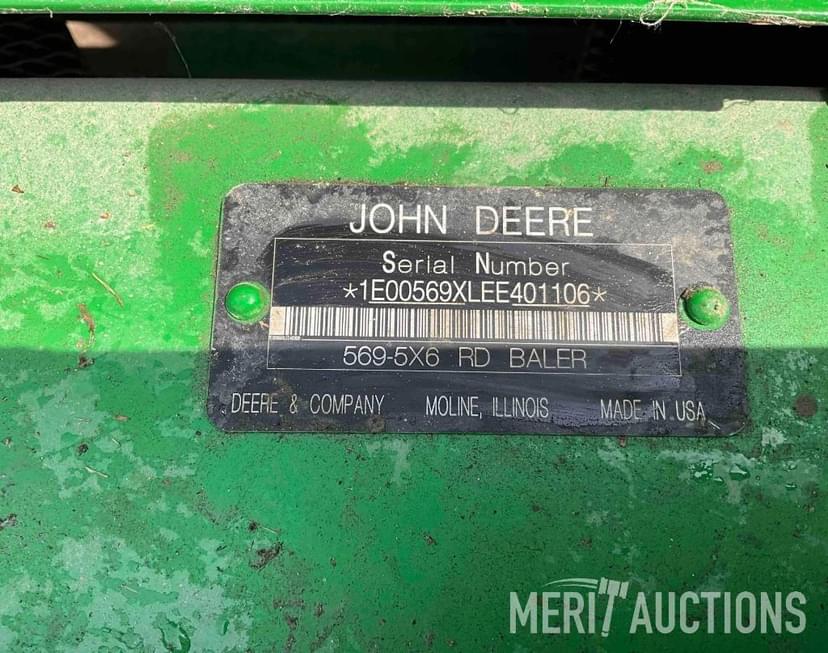 JOHN DEERE
Serial Number
*1E00569XLEE401106*
569-5X6 RD BALER
DEERE & COMPANY MOLINE, ILLINOIS MADE IN USA
MERIT AUCTIONS